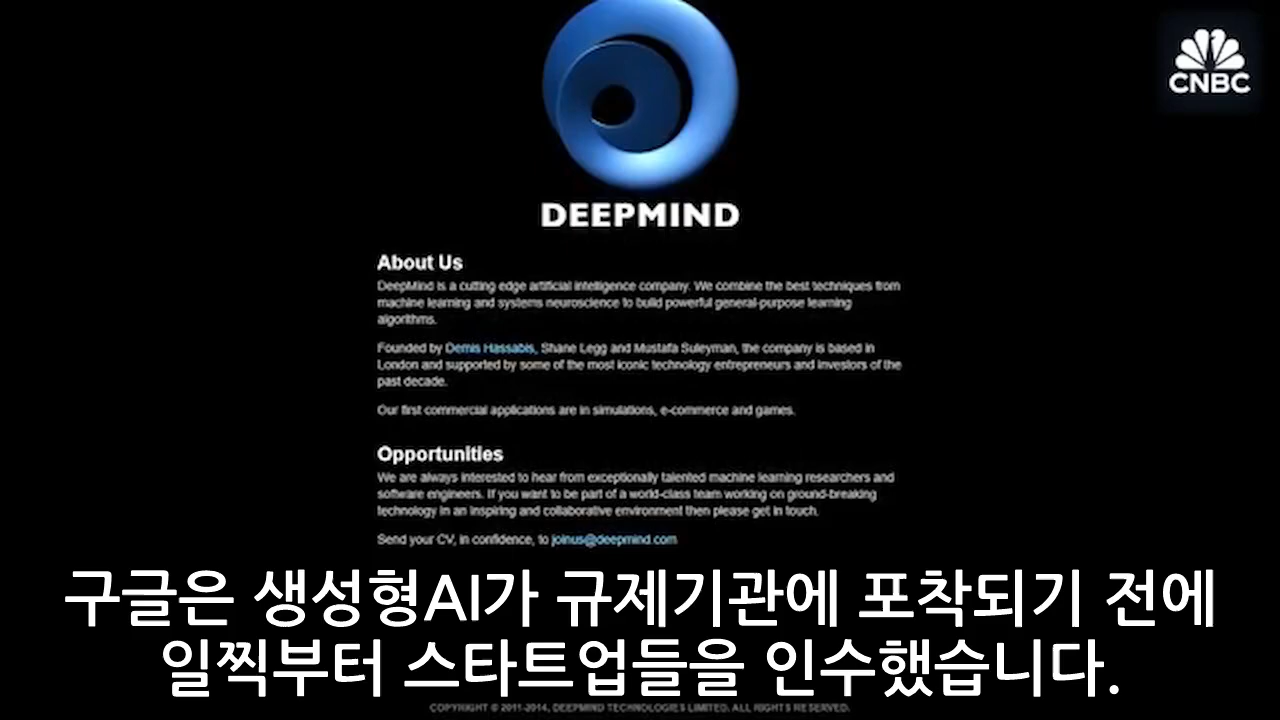 CNBC
DEEPMIND
About Us
DeepMind is a cutting edge artificial intelligence company. We combine the best techniques from
machine learning and systems neuroscience to build powerful general-purpose learning
algorithms.
Founded by Demis Hassabis, Shane Legg and Mustafa Suleyman, the company is based in
London and supported by some of the most iconic technology entrepreneurs and investors of the
past decade.
Our first commercial applications are in simulations, e-commerce and games.
Opportunities
We are always interested to hear from exceptionally talented machine learning researchers and
software engineers. If you want to be part of a world-class team working on ground-breaking
technology in an inspiring and collaborative environment then please get in touch.
Send your CV, in confidence, to joinus@deepmind.com
구글은 생성형AI가 규제기관에 포착되기 전에
일찍부터 스타트업들을 인수했습니다.
COPYRIGHT © 2011-2014, DEEPMIND TECHNOLOGIES LIMITED. ALL RIGHTS RESERVED.